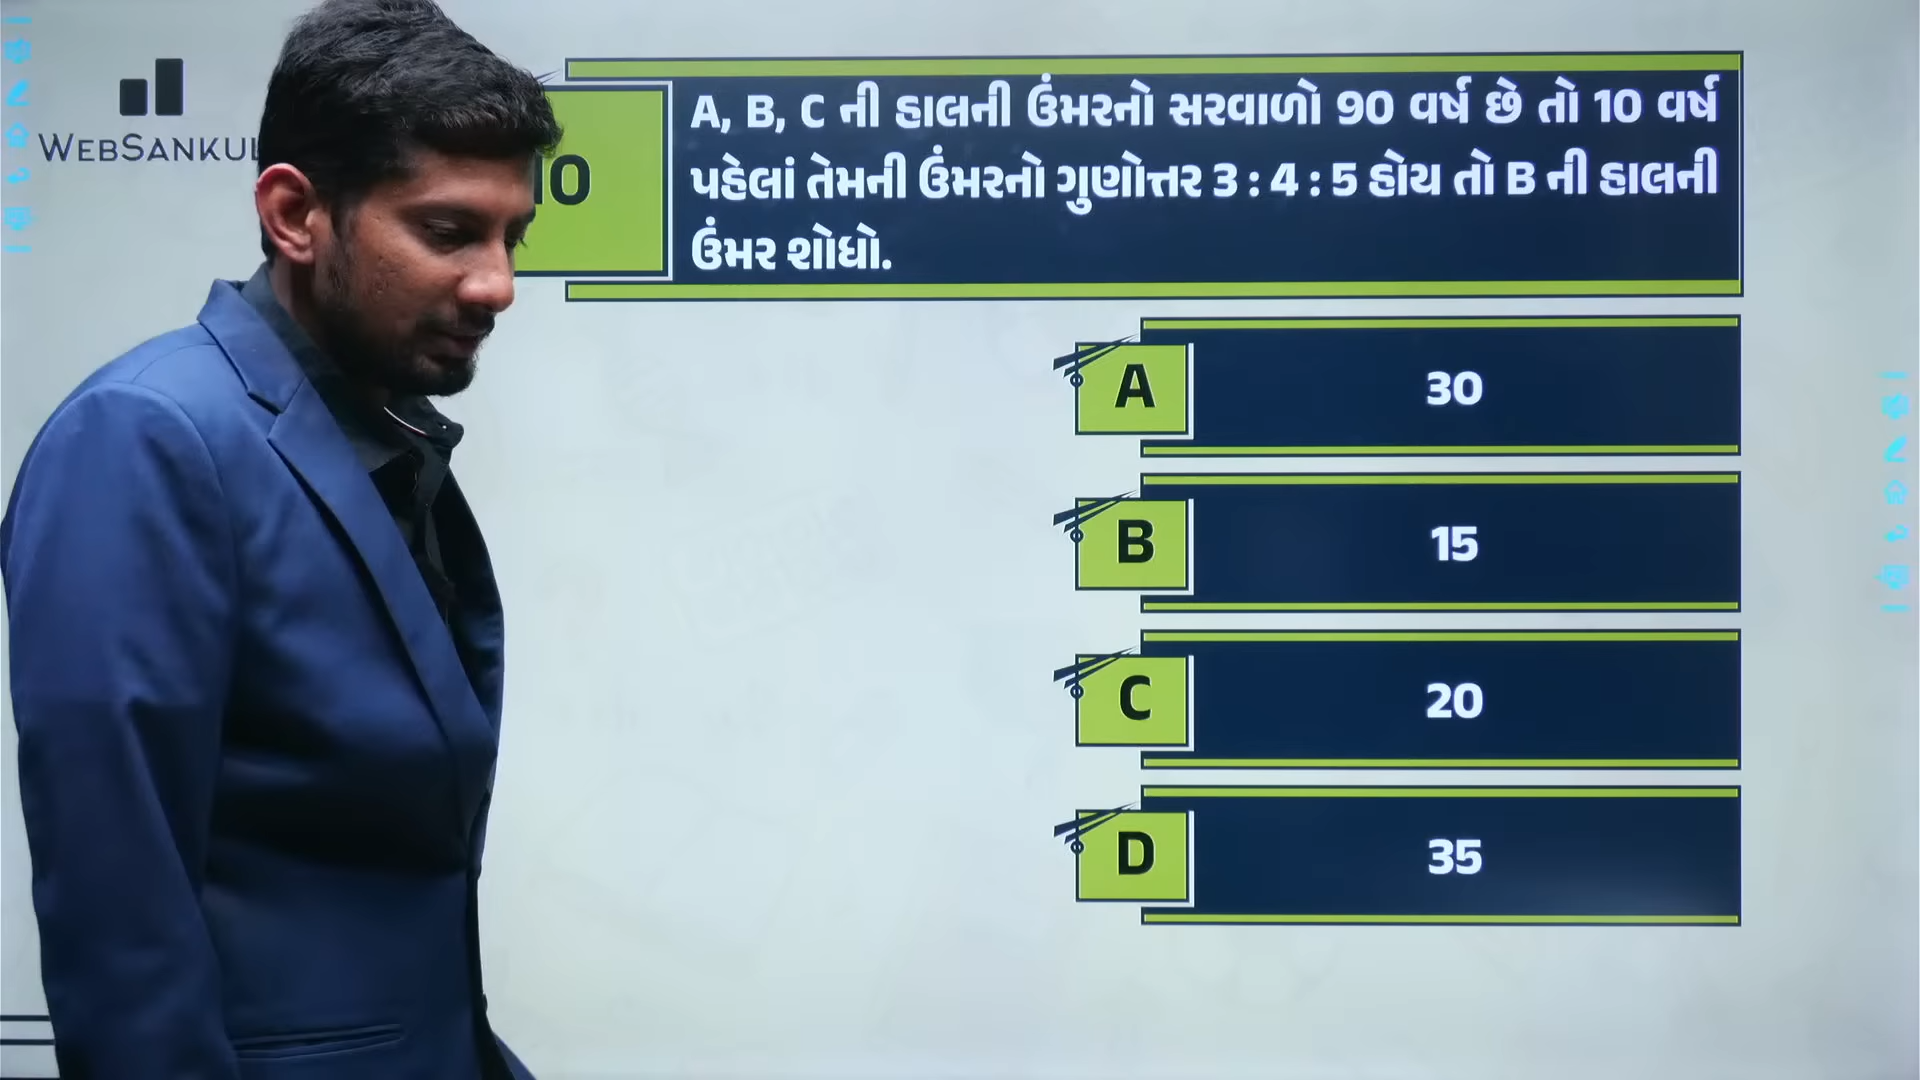 WEBSANKUL
10
A, B, C ની હાલની ઉંમરનો સરવાળો 90 વર્ષ છે તો 10 વર્ષ
પહેલાં તેમની ઉંમરનો ગુણોત્તર 3 : 4 : 5 હોય તો B ની હાલની
ઉંમર શોધો.
A 30
B 15
C 20
D 35